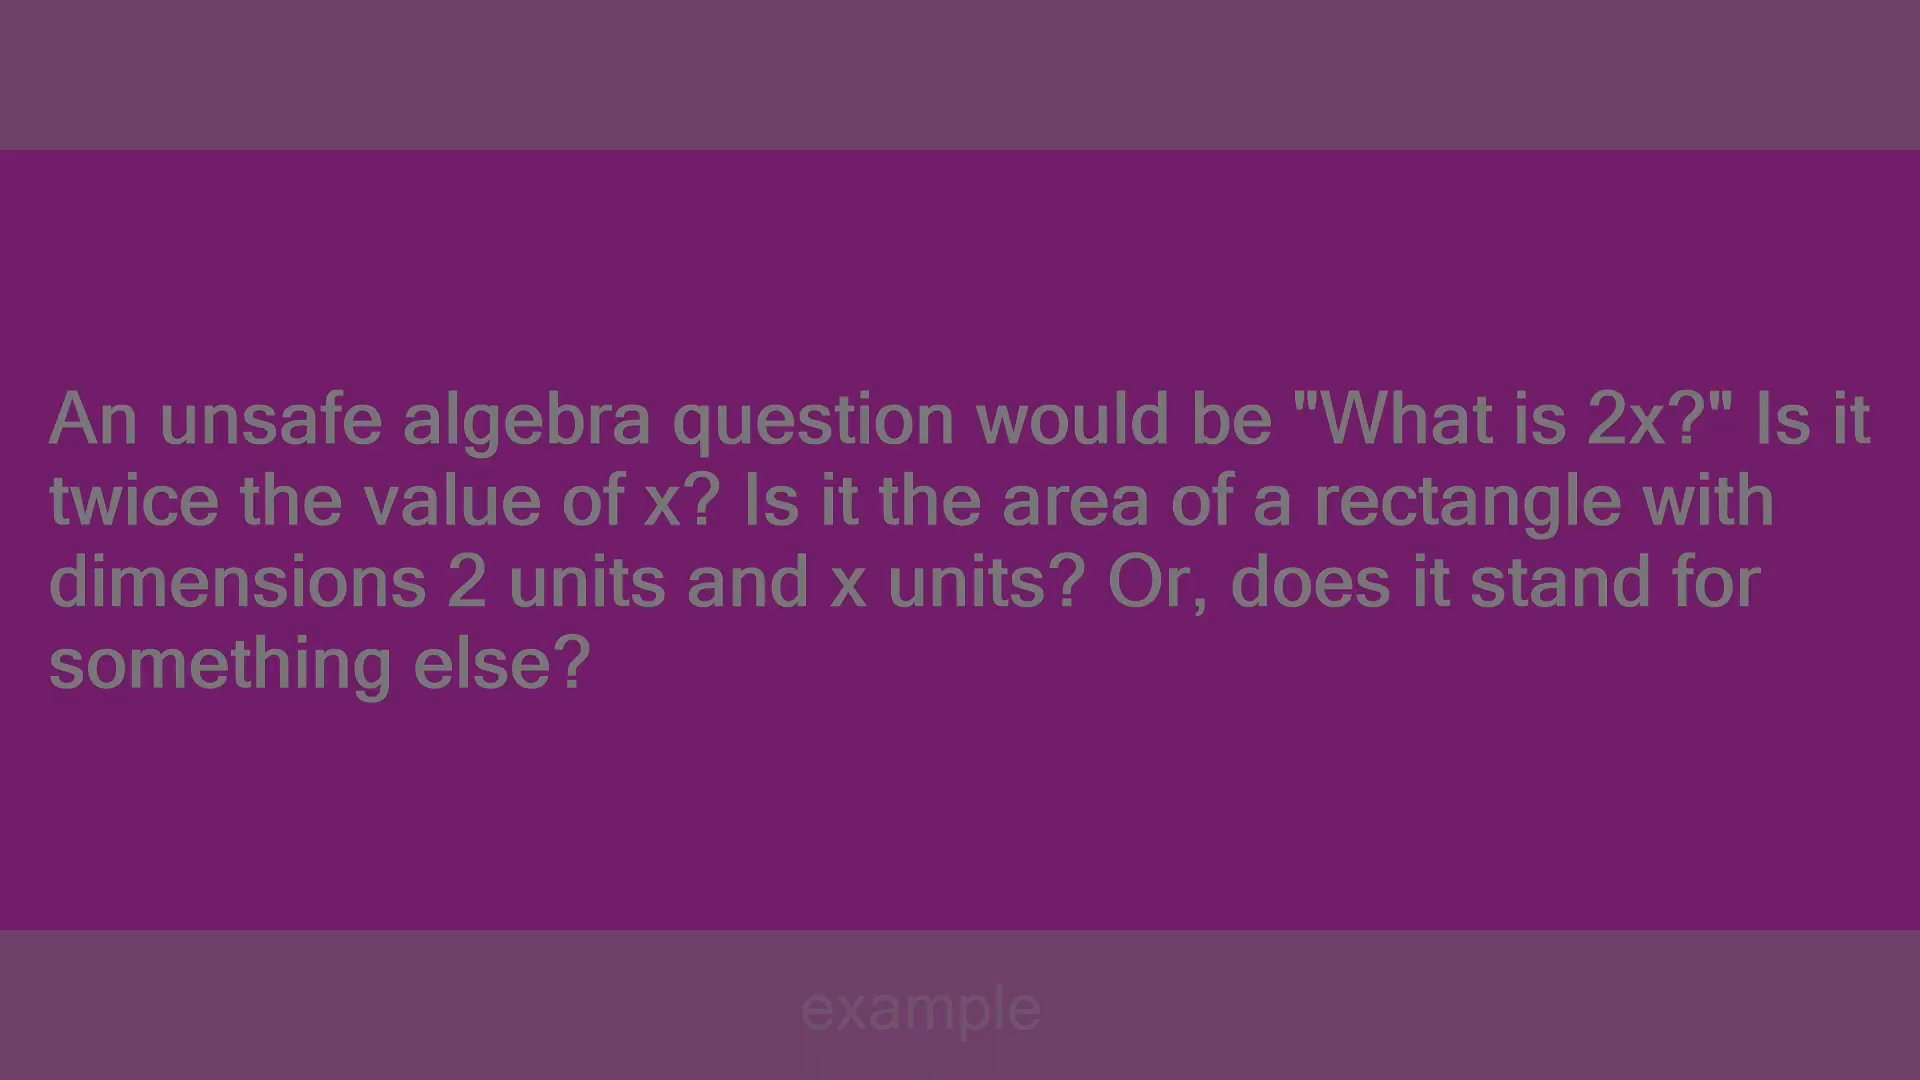 An unsafe algebra question would be "What is 2x?" Is it
twice the value of x? Is it the area of a rectangle with
dimensions 2 units and x units? Or, does it stand for
something else?
example